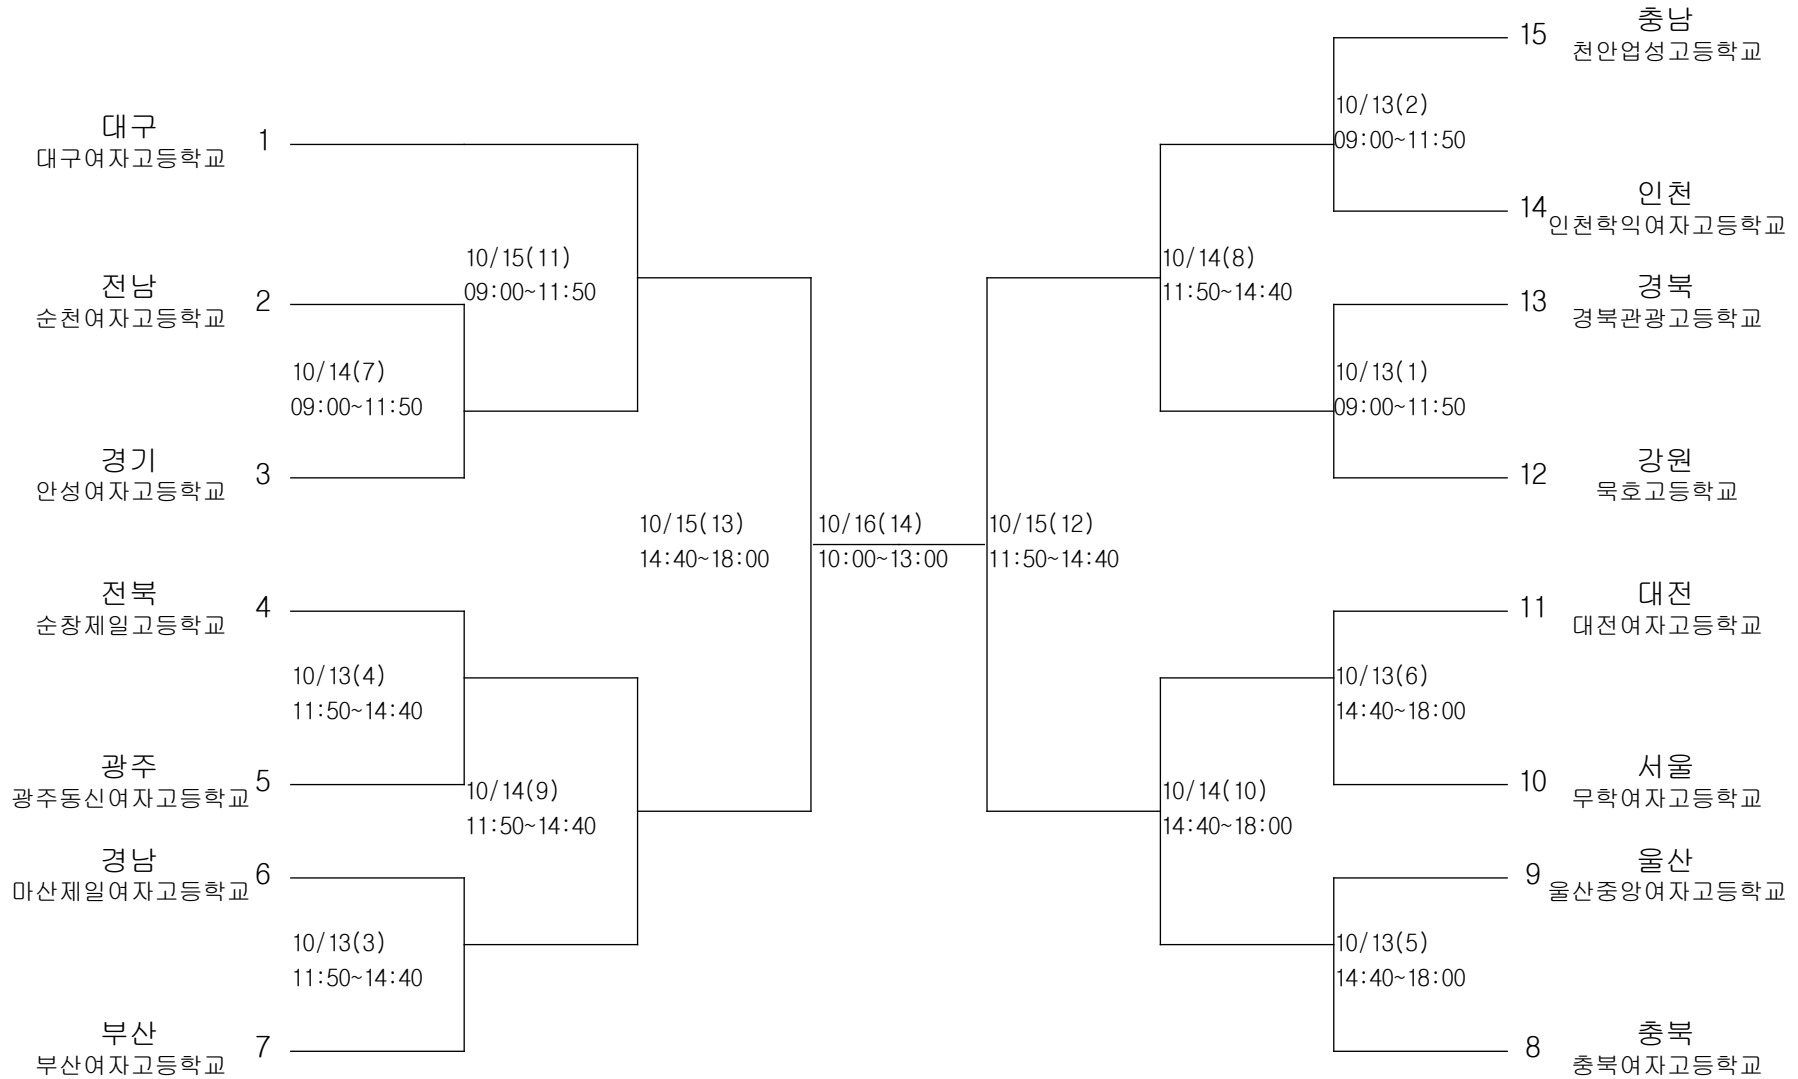 대구
대구여자고등학교
1
전남
순천여자고등학교
2
경기
안성여자고등학교
3
전북
순창제일고등학교
4
광주
광주동신여자고등학교
5
경남
마산제일여자고등학교
6
부산
부산여자고등학교
7
10/14(7)
09:00~11:50
10/13(4)
11:50~14:40
10/13(3)
11:50~14:40
10/15(11)
09:00~11:50
10/14(9)
11:50~14:40
10/15(13)
14:40~18:00
10/16(14)
10:00~13:00
10/15(12)
11:50~14:40
10/14(8)
11:50~14:40
10/14(10)
14:40~18:00
10/13(2)
09:00~11:50
10/13(1)
09:00~11:50
10/13(6)
14:40~18:00
10/13(5)
14:40~18:00
15
충남
천안업성고등학교
14
인천
인천학익여자고등학교
13
경북
경북관광고등학교
12
강원
묵호고등학교
11
대전
대전여자고등학교
10
서울
무학여자고등학교
9
울산
울산중앙여자고등학교
8
충북
충북여자고등학교